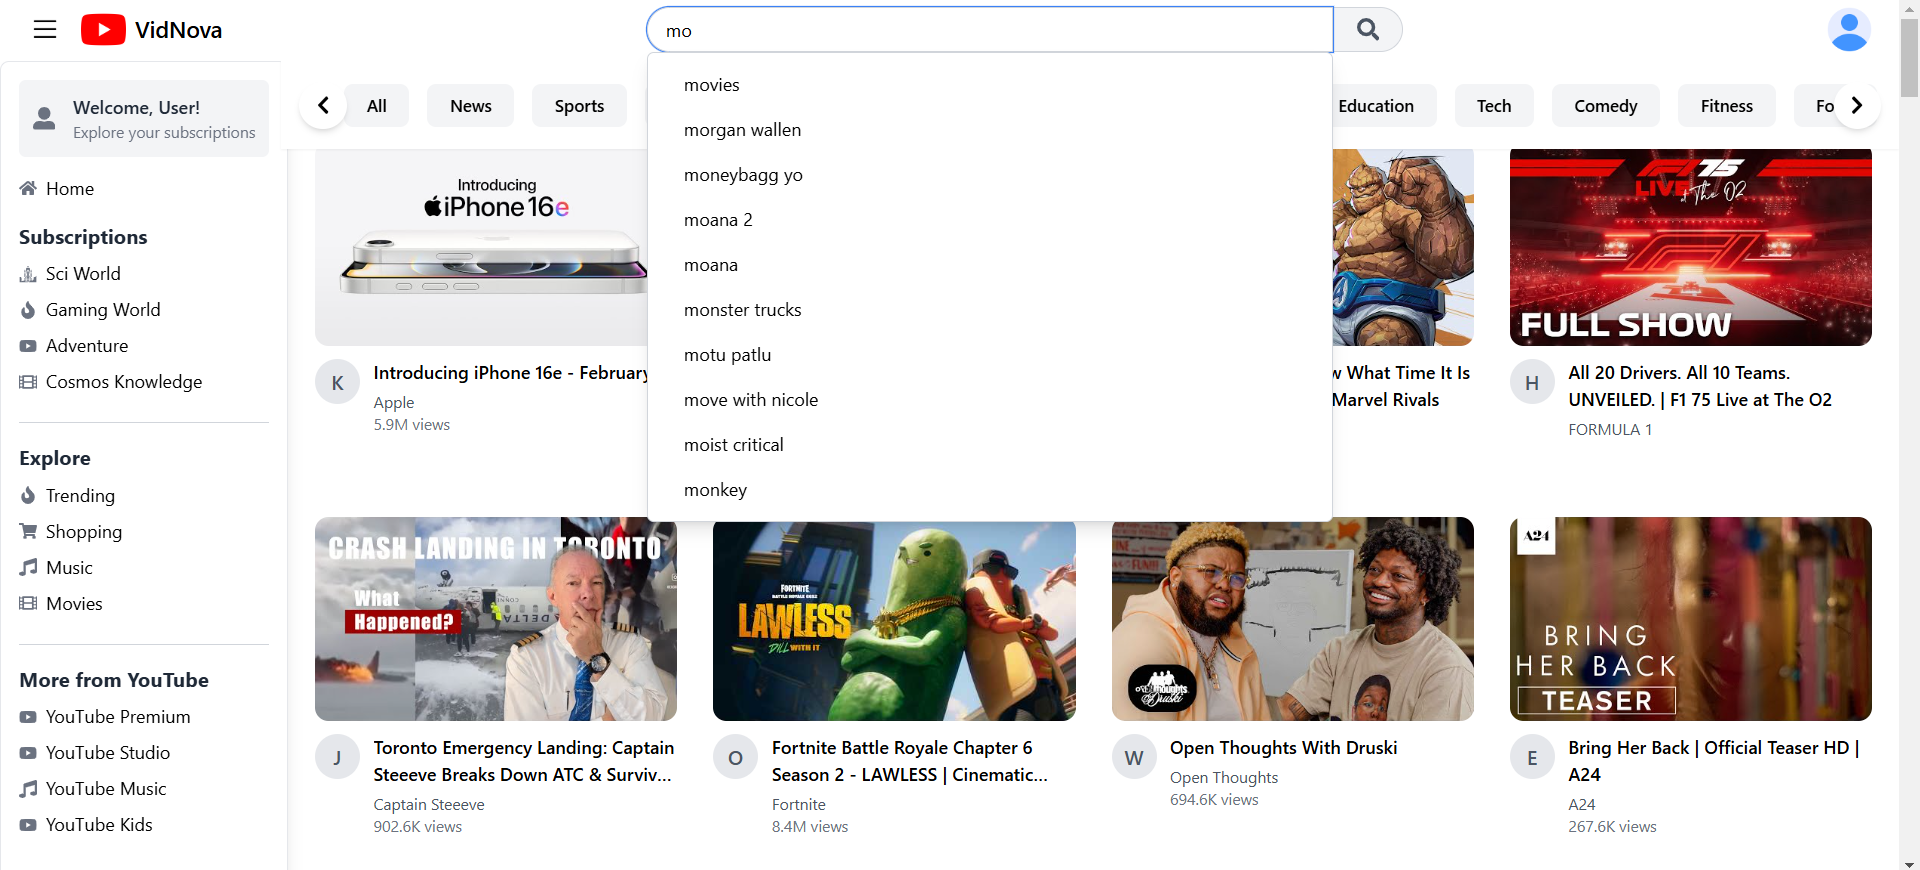 VidNova
mo
Welcome, User!
Explore your subscriptions
Home
Subscriptions
Sci World
Gaming World
Adventure
Cosmos Knowledge
Explore
Trending
Shopping
Music
Movies
More from YouTube
YouTube Premium
YouTube Studio
YouTube Music
YouTube Kids
All
News
Sports
Education
Tech
Comedy
Fitness
Fo
movies
morgan wallen
moneybagg yo
moana 2
moana
monster trucks
motu patlu
move with nicole
moist critical
monkey
Introducing
iPhone 16e
K
Introducing iPhone 16e - February
Apple
5.9M views
w What Time It Is
Marvel Rivals
F1 75
LIVE at The O2
FULL SHOW
H
All 20 Drivers. All 10 Teams.
UNVEILED. | F1 75 Live at The O2
FORMULA 1
CRASH LANDING IN TORONTO
What
Happened?
DELTA
J
Toronto Emergency Landing: Captain
Steeeve Breaks Down ATC & Surviv...
Captain Steeeve
902.6K views
FORTNITE
LAWLESS
DILL WITH IT
O
Fortnite Battle Royale Chapter 6
Season 2 - LAWLESS | Cinematic...
Fortnite
8.4M views
W
Open Thoughts With Druski
Open Thoughts
694.6K views
A24
BRING
HER BACK
TEASER
E
Bring Her Back | Official Teaser HD |
A24
A24
267.6K views